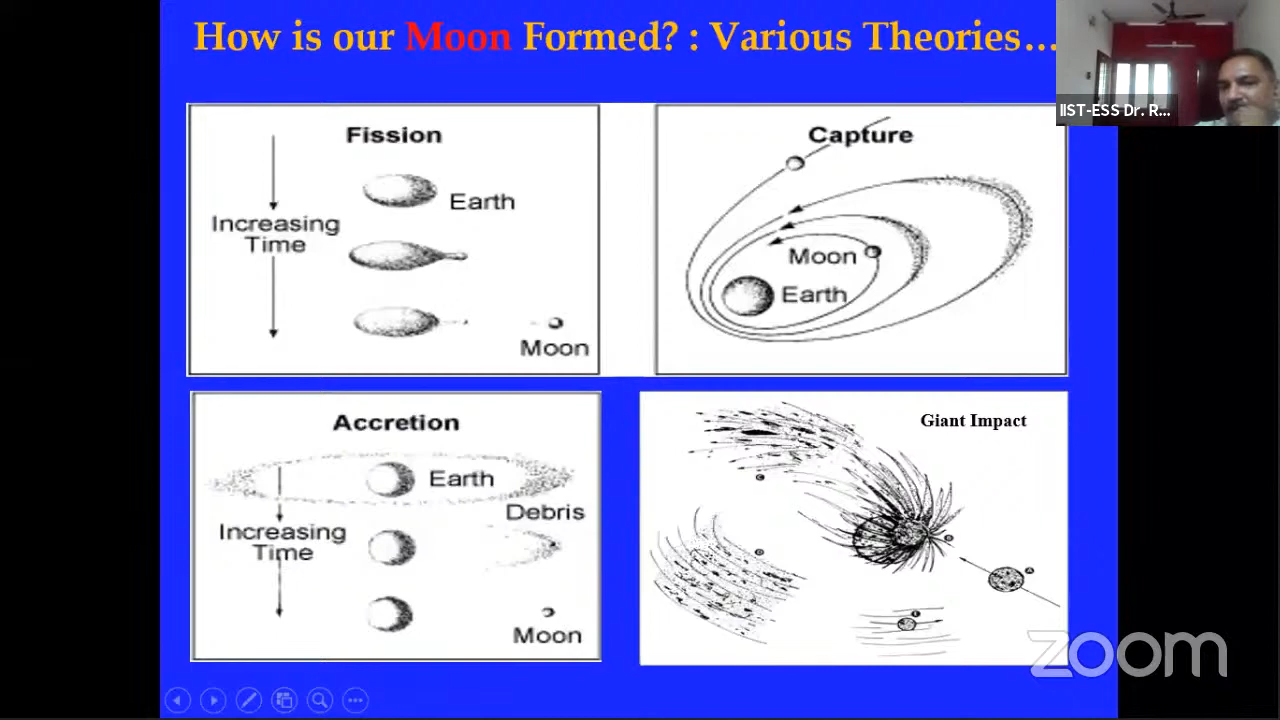 How is our Moon Formed? : Various Theories…
IIST-ESS Dr. R...
Fission
Earth
Increasing
Time
Moon
Capture
Moon
Earth
Accretion
Earth
Debris
Increasing
Time
Moon
Giant Impact
C
B
D
A
E
zoom